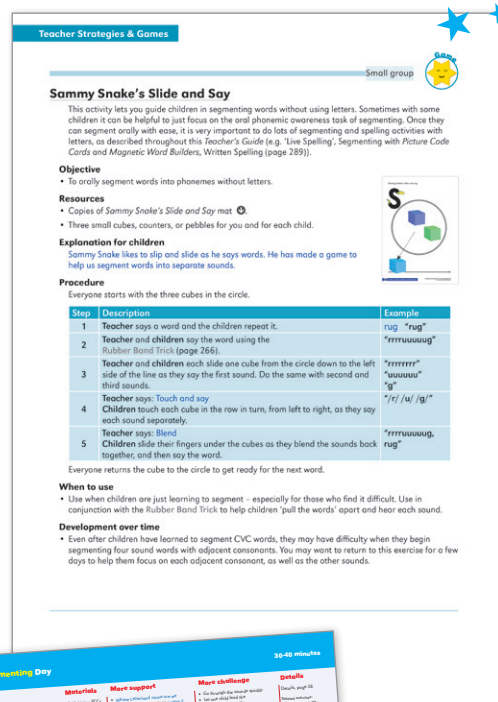 Teacher Strategies & Games
Game
Small group
Sammy Snake's Slide and Say
This activity lets you guide children in segmenting words without using letters. Sometimes with some
children it can be helpful to just focus on the oral phonemic awareness task of segmenting. Once they
can segment orally with ease, it is very important to do lots of segmenting and spelling activities with
letters, as described throughout this Teacher's Guide (e.g. 'Live Spelling', Segmenting with Picture Code
Cards and Magnetic Word Builders, Written Spelling (page 289)).
Objective
• To orally segment words into phonemes without letters.
Resources
• Copies of Sammy Snake's Slide and Say mat
• Three small cubes, counters, or pebbles for you and for each child.
Explanation for children
Sammy Snake likes to slip and slide as he says words. He has made a game to
help us segment words into separate sounds.
Procedure
Everyone starts with the three cubes in the circle.
Step Description Example
1 Teacher says a word and the children repeat it. rug "rug"
2 Teacher and children say the word using the
Rubber Band Trick (page 266). "rrrruuuuug"
3 Teacher and children each slide one cube from the circle down to the left "rrrrrrrr"
side of the line as they say the first sound. Do the same with second and "uuuuuu"
third sounds. "g"
4 Teacher says: Touch and say "/r/ /u/ /g/"
Children touch each cube in the row in turn, from left to right, as they say
each sound separately.
5 Teacher says: Blend "rrrruuuuug,
Children slide their fingers under the cubes as they blend the sounds back rug"
together, and then say the word.
Everyone returns the cube to the circle to get ready for the next word.
When to use
• Use when children are just learning to segment – especially for those who find it difficult. Use in
conjunction with the Rubber Band Trick to help children 'pull the words' apart and hear each sound.
Development over time
• Even after children have learned to segment CVC words, they may have difficulty when they begin
segmenting four sound words with adjacent consonants. You may want to return to this exercise for a few
days to help them focus on each adjacent consonant, as well as the other sounds.
menting Day
30-40 minutes
Materials More support More challenge Details
• Go through the sounds quickly
Details, page 26